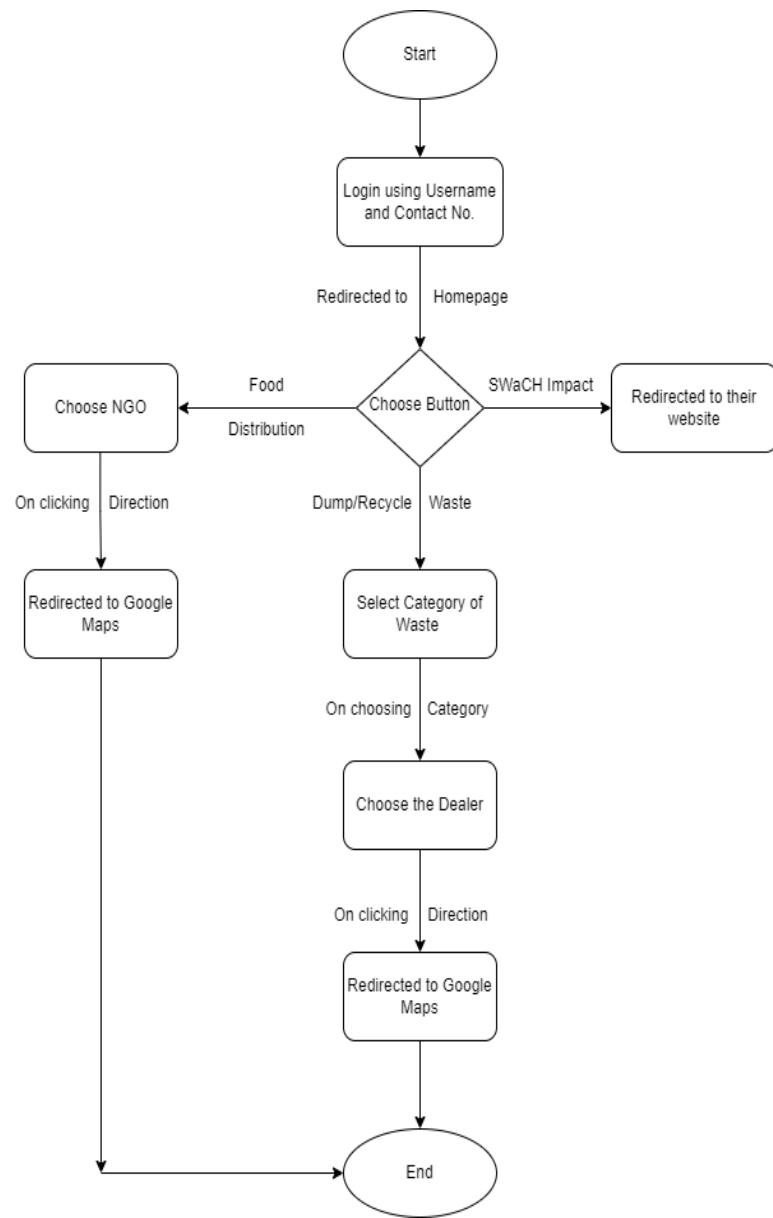 Start
Login using Username
and Contact No.
Redirected to Homepage
Choose NGO
Food
Distribution
Choose Button
SWaCH Impact
Redirected to their
website
On clicking Direction
Dump/Recycle Waste
Redirected to Google
Maps
Select Category of
Waste
On choosing Category
Choose the Dealer
On clicking Direction
Redirected to Google
Maps
End